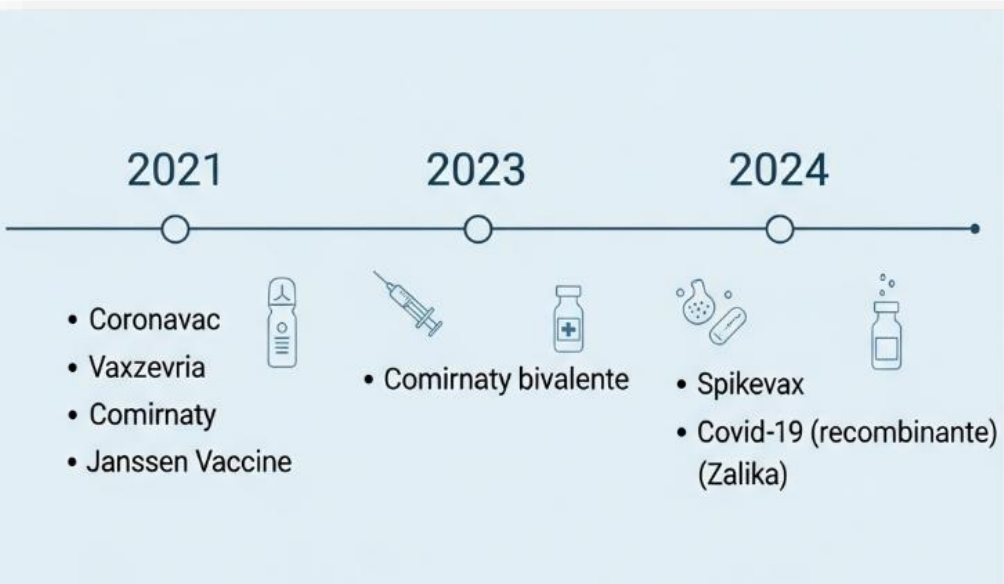 2021
2023
2024
• Coronavac
• Vaxzevria
• Comirnaty
• Janssen Vaccine
• Comirnaty bivalente
• Spikevax
• Covid-19 (recombinante)
(Zalika)